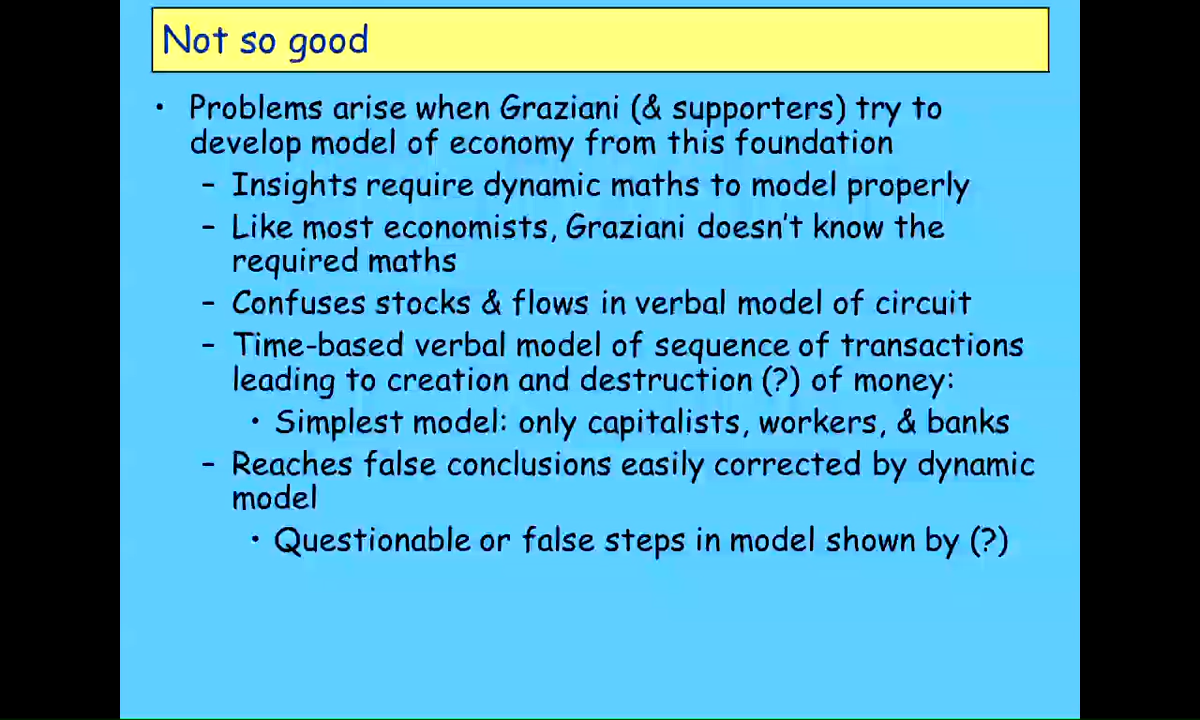 Not so good
• Problems arise when Graziani (& supporters) try to
develop model of economy from this foundation
– Insights require dynamic maths to model properly
– Like most economists, Graziani doesn't know the
required maths
– Confuses stocks & flows in verbal model of circuit
– Time-based verbal model of sequence of transactions
leading to creation and destruction (?) of money:
• Simplest model: only capitalists, workers, & banks
– Reaches false conclusions easily corrected by dynamic
model
• Questionable or false steps in model shown by (?)